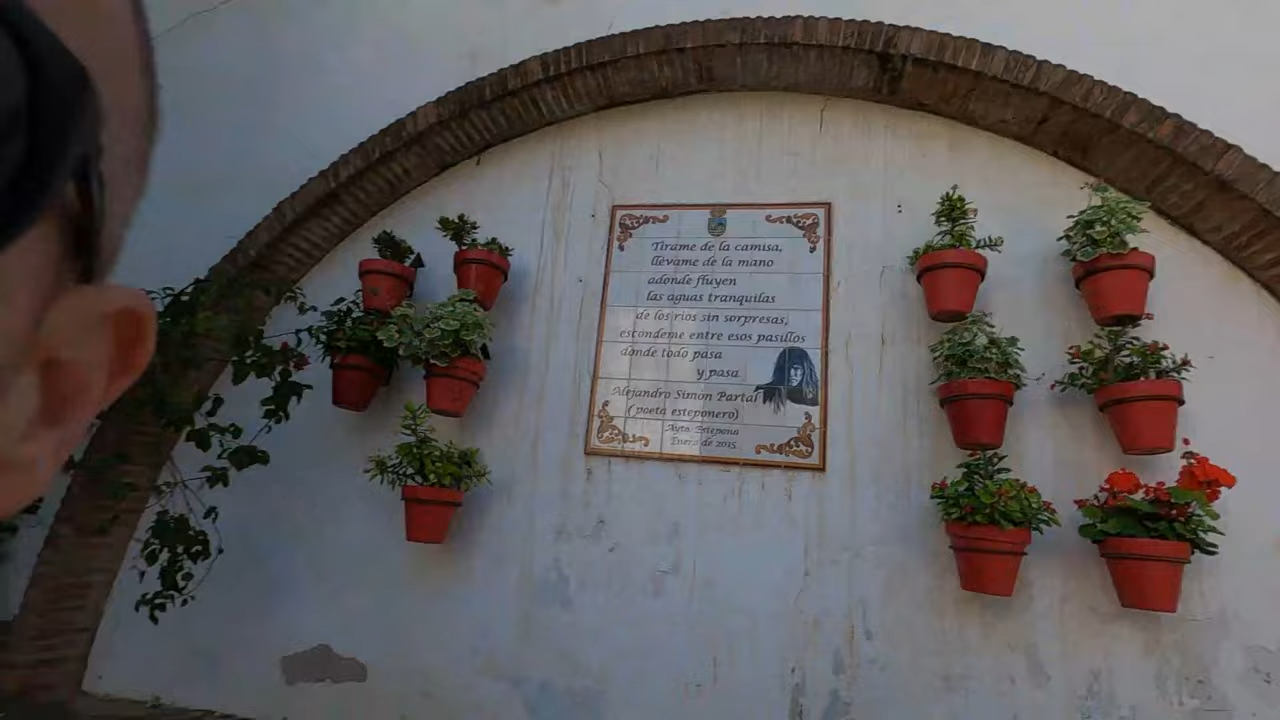 Tírame de la camisa,
llévame de la mano
adonde fluyen
las aguas tranquilas
de los ríos sin sorpresas,
escóndeme entre esos pasillos
donde todo pasa
y pasa
Alejandro Simón Partal
(poeta esteponero)
Ayto. Estepona
Enero de 2015